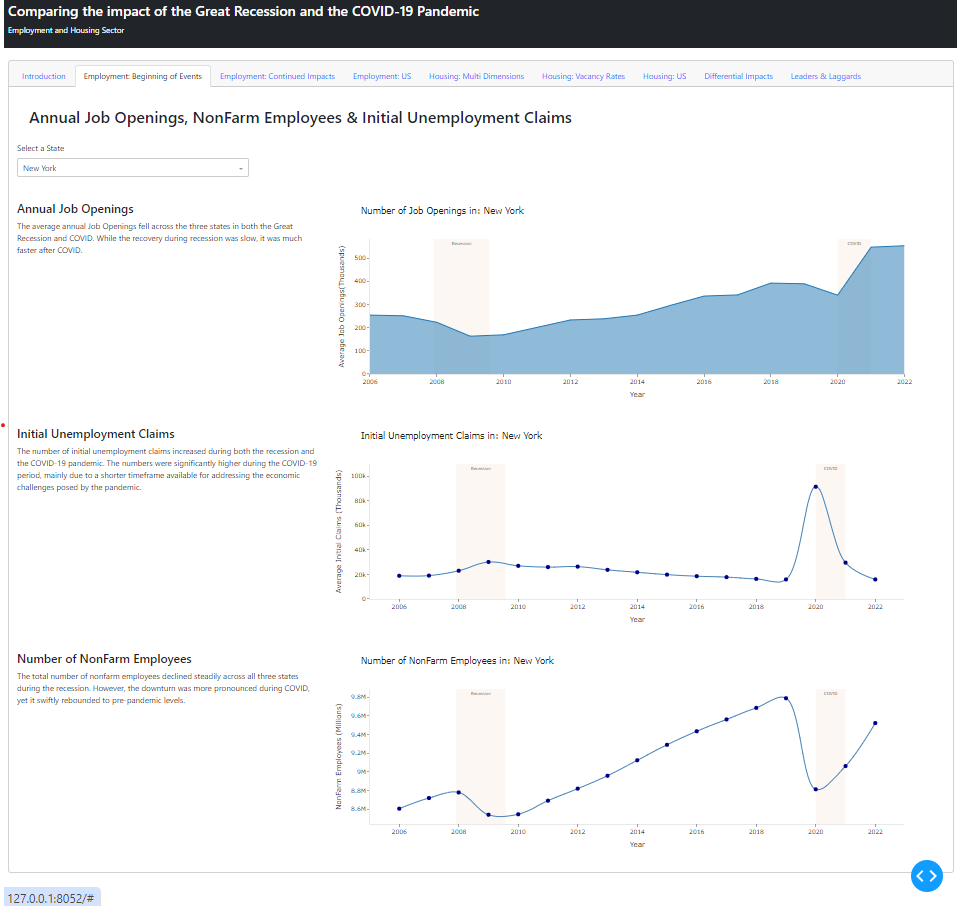 Comparing the impact of the Great Recession and the COVID-19 Pandemic
Employment and Housing Sector
Introduction
Employment: Beginning of Events
Employment: Continued Impacts
Employment: US
Housing: Multi Dimensions
Housing: Vacancy Rates
Housing: US
Differential Impacts
Leaders & Laggards
Annual Job Openings, NonFarm Employees & Initial Unemployment Claims
Select a State
New York
Annual Job Openings
The average annual Job Openings fell across the three states in both the Great
Recession and COVID. While the recovery during recession was slow, it was much
faster after COVID.
Number of Job Openings in: New York
Recession
COVID
Average Job Openings(Thousands)
500
400
300
200
100
0
2006
2008
2010
2012
2014
2016
2018
2020
2022
Year
Initial Unemployment Claims
The number of initial unemployment claims increased during both the recession and
the COVID-19 pandemic. The numbers were significantly higher during the COVID-19
period, mainly due to a shorter timeframe available for addressing the economic
challenges posed by the pandemic.
Initial Unemployment Claims in: New York
Recession
COVID
Average Initial Claims (Thousands)
100k
80k
60k
40k
20k
0
2006
2008
2010
2012
2014
2016
2018
2020
2022
Year
Number of NonFarm Employees
The total number of nonfarm employees declined steadily across all three states
during the recession. However, the downturn was more pronounced during COVID,
yet it swiftly rebounded to pre-pandemic levels.
Number of NonFarm Employees in: New York
Recession
COVID
NonFarm Employees (Millions)
9.8M
9.6M
9.4M
9.2M
9M
8.8M
8.6M
2006
2008
2010
2012
2014
2016
2018
2020
2022
Year
127.0.0.1:8052/#